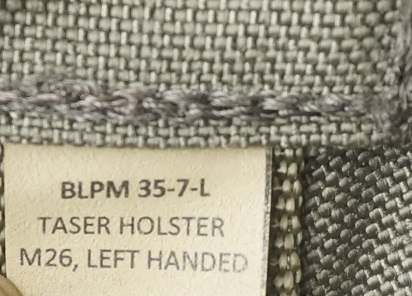 BLPM 35-7-L
TASER HOLSTER
M26, LEFT HANDED